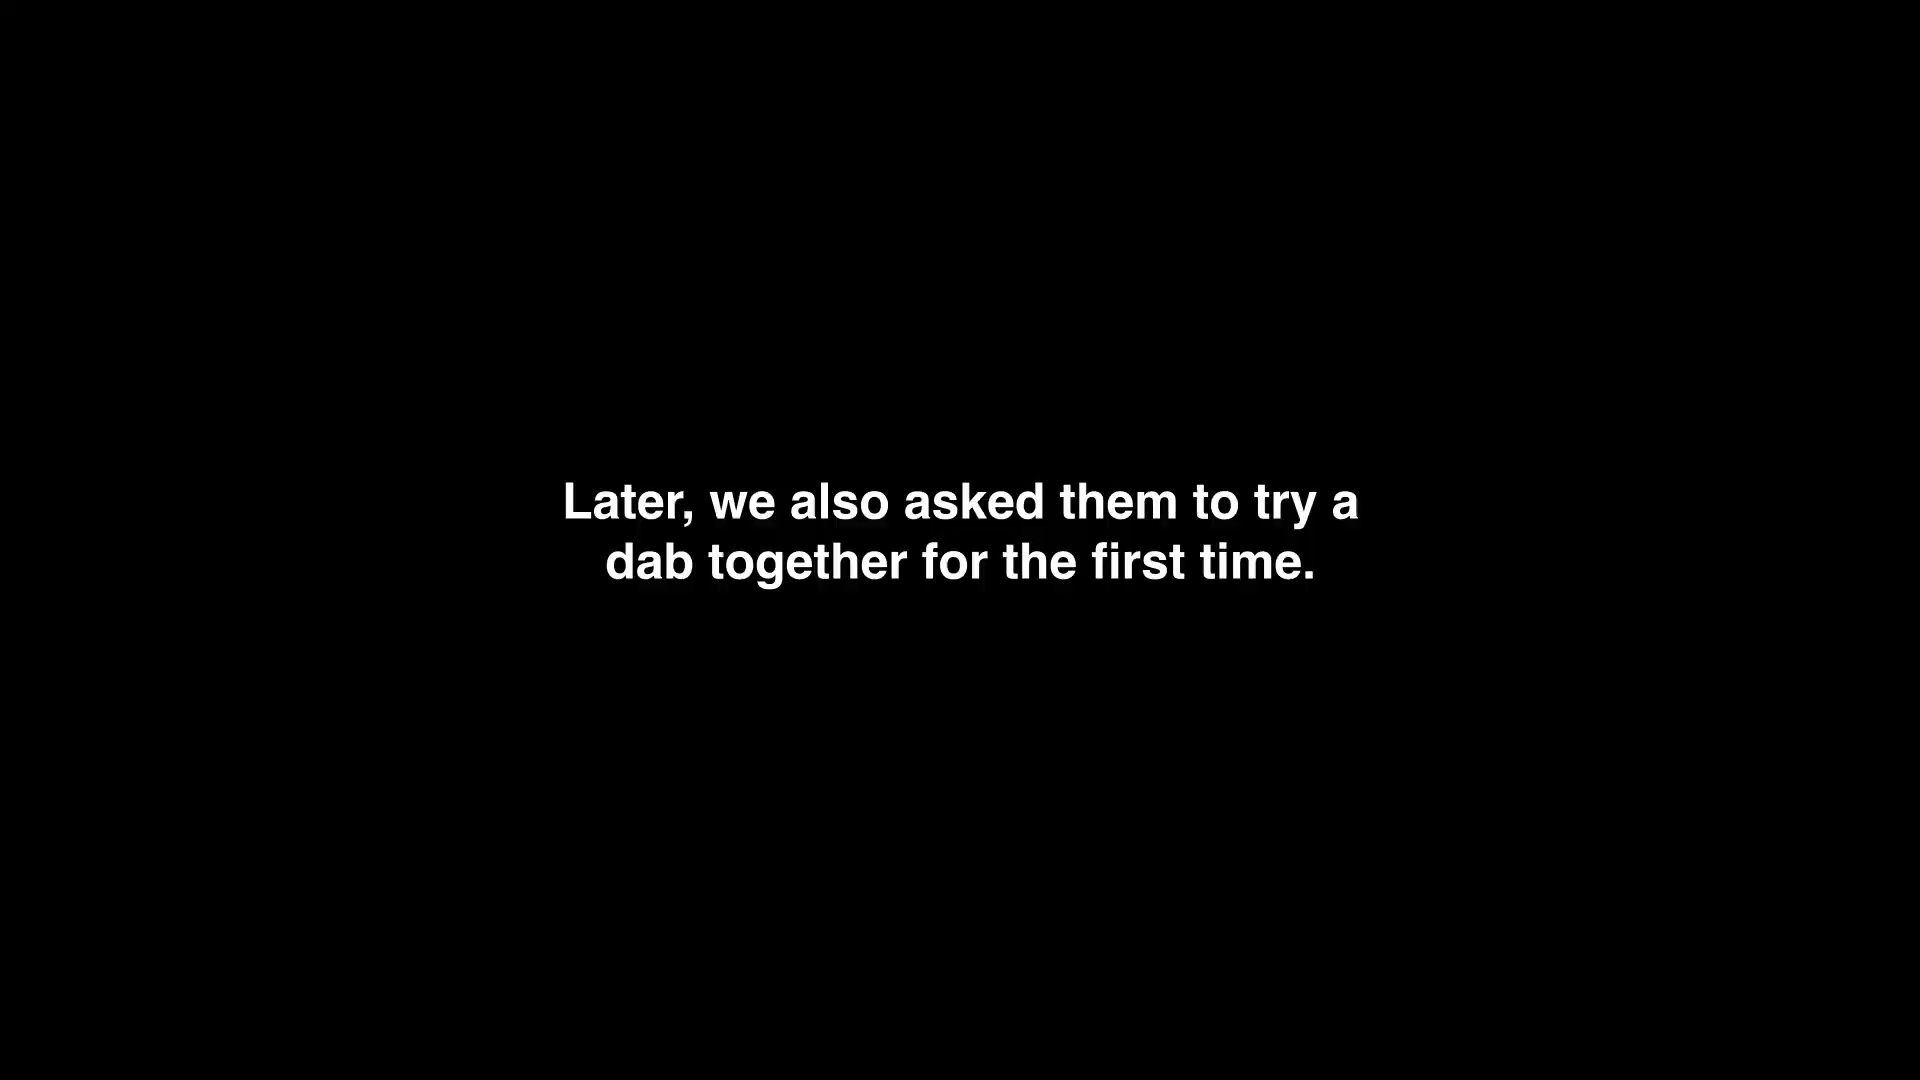 Later, we also asked them to try a
dab together for the first time.